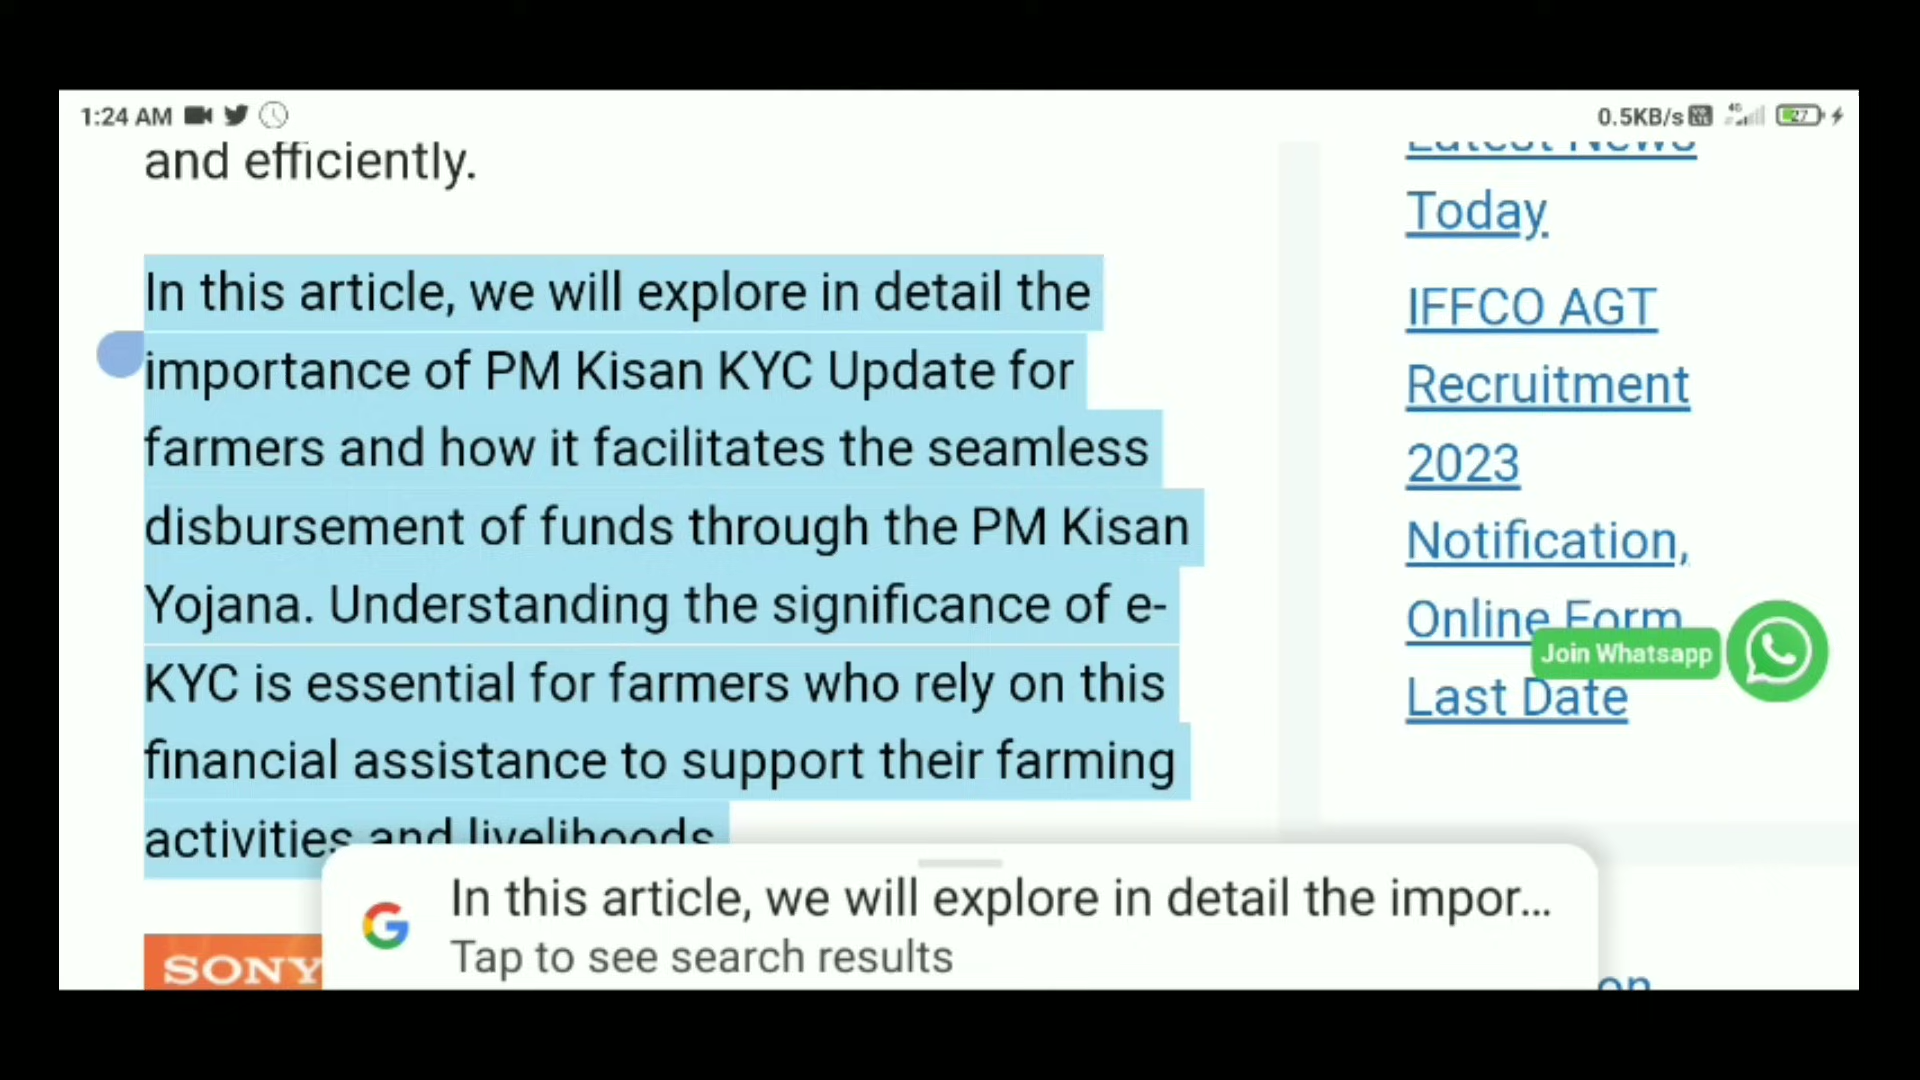 1:24 AM
0.5KB/s
4G
27
and efficiently.
In this article, we will explore in detail the
importance of PM Kisan KYC Update for
farmers and how it facilitates the seamless
disbursement of funds through the PM Kisan
Yojana. Understanding the significance of e-
KYC is essential for farmers who rely on this
financial assistance to support their farming
activities and livelihoods.
Latest News
Today
IFFCO AGT
Recruitment
2023
Notification,
Online Form
Last Date
Join Whatsapp
In this article, we will explore in detail the impor...
Tap to see search results
SONY